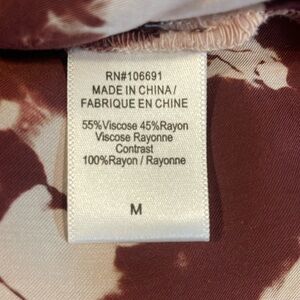 RN#106691
MADE IN CHINA/
FABRIQUE EN CHINE
55%Viscose 45%Rayon
Viscose Rayonne
Contrast
100%Rayon / Rayonne
M